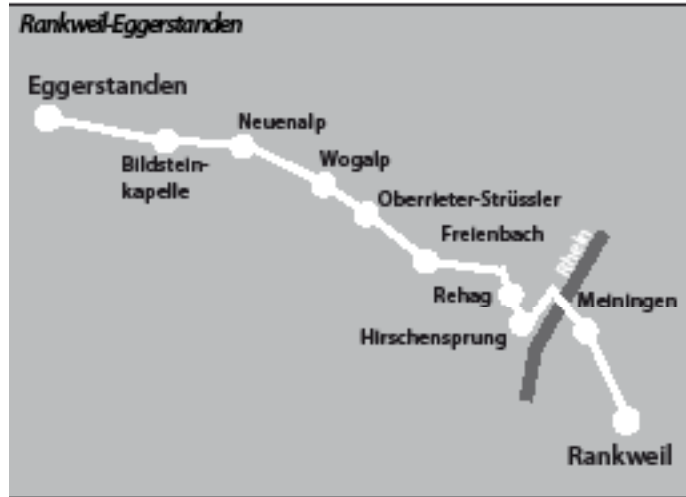 Rankweil-Eggerstanden
Eggerstanden
Neuenalp
Bildstein-
kapelle
Wogalp
Oberrieter-Strüssler
Freienbach
Rhein
Rehag
Meiningen
Hirschensprung
Rankweil